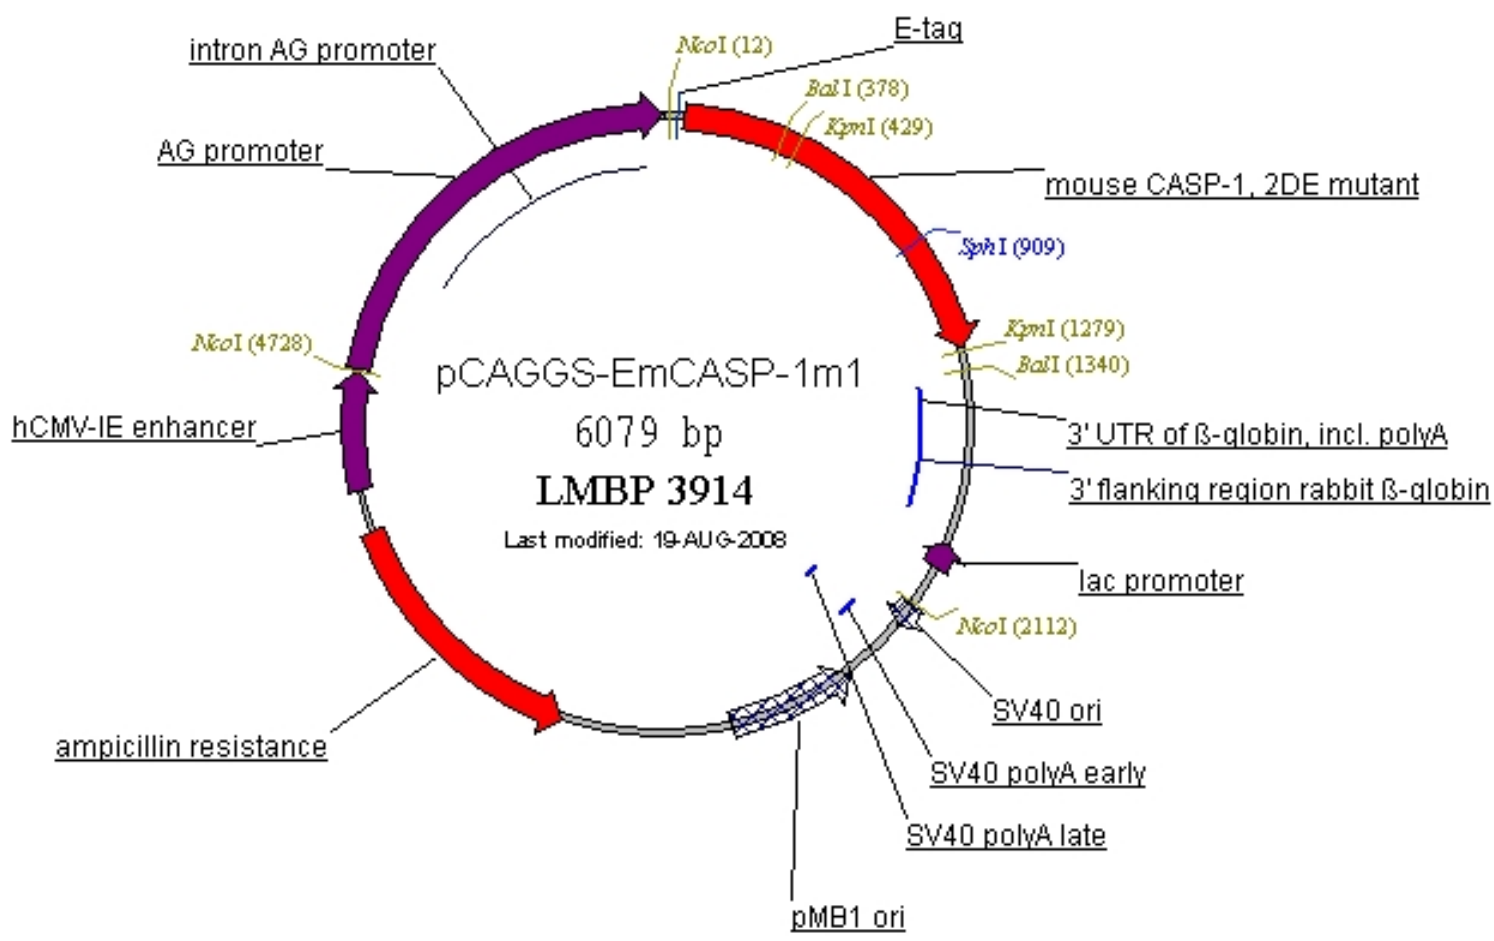 E-tag
NcoI (12)
intron AG promoter
BalI (378)
KpnI (429)
AG promoter
mouse CASP-1, 2DE mutant
SphI (909)
KpnI (1279)
NcoI (4728)
BalI (1340)
pCAGGS-EmCASP-1m1
hCMV-IE enhancer
6079 bp
3' UTR of ß-globin, incl. polyA
LMBP 3914
3' flanking region rabbit ß-globin
Last modified: 19-AUG-2008
lac promoter
NcoI (2112)
SV40 ori
ampicillin resistance
SV40 polyA early
SV40 polyA late
pMB1 ori